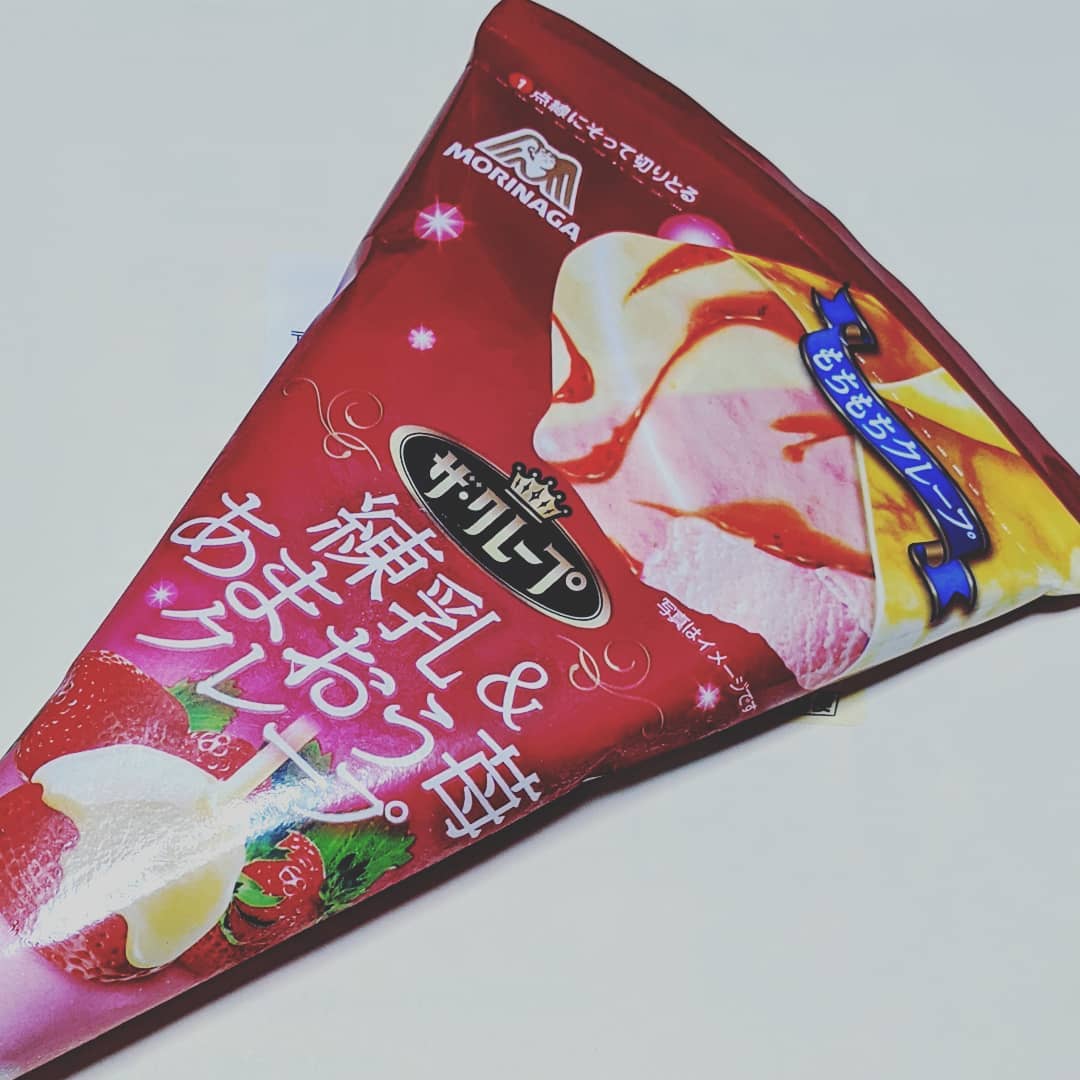 1 点線にそって切りとる
MORINAGA
もちもちクレープ
ザ・クレープ
練乳&
あまおう苺
クレープ
写真はイメージです